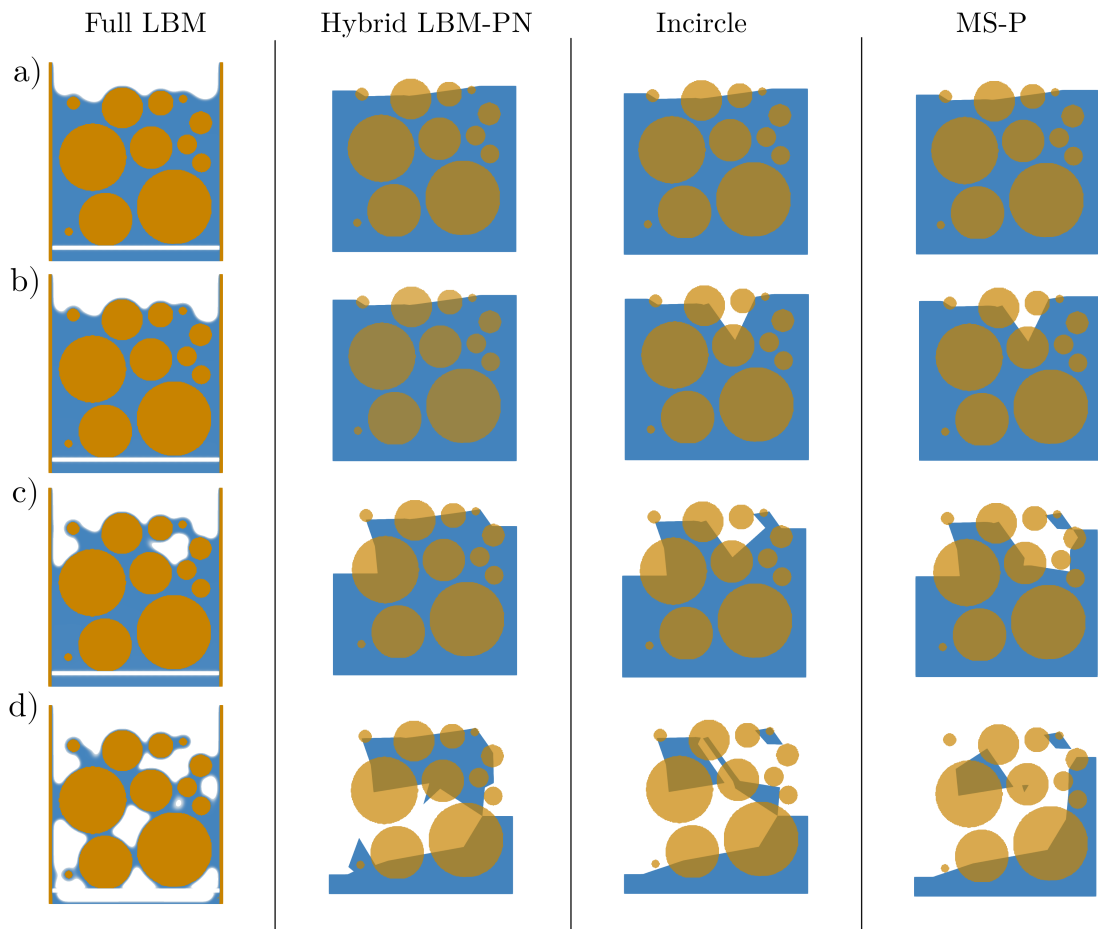 Full LBM
Hybrid LBM-PN
Incircle
MS-P
a)
b)
c)
d)